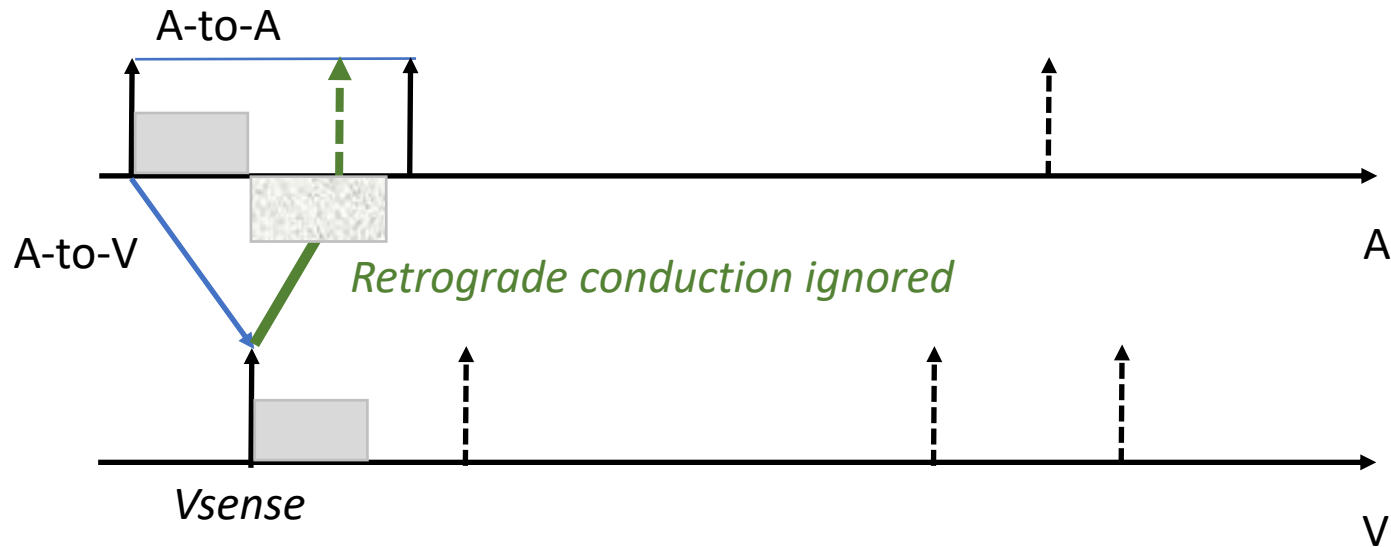 A-to-A
A
A-to-V
Retrograde conduction ignored
Vsense
V